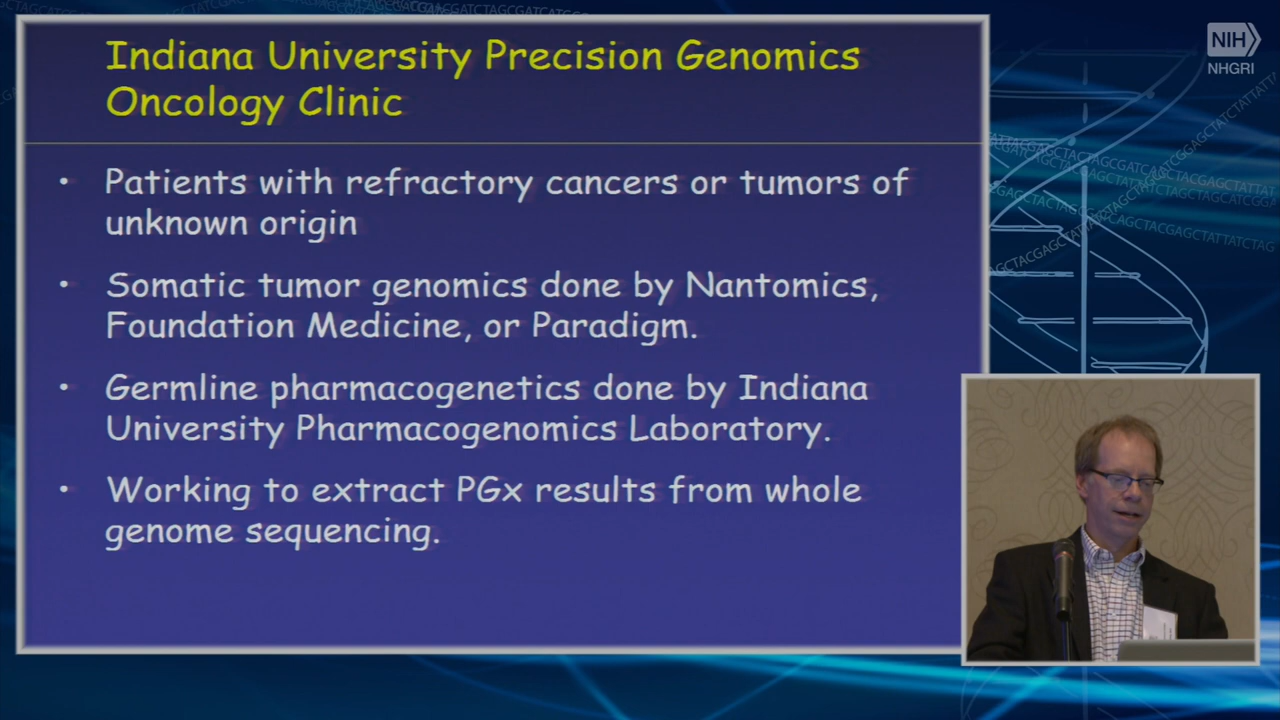 Indiana University Precision Genomics
Oncology Clinic
• Patients with refractory cancers or tumors of
unknown origin
• Somatic tumor genomics done by Nantomics,
Foundation Medicine, or Paradigm.
• Germline pharmacogenetics done by Indiana
University Pharmacogenomics Laboratory.
• Working to extract PGx results from whole
genome sequencing.
NIH
NHGRI